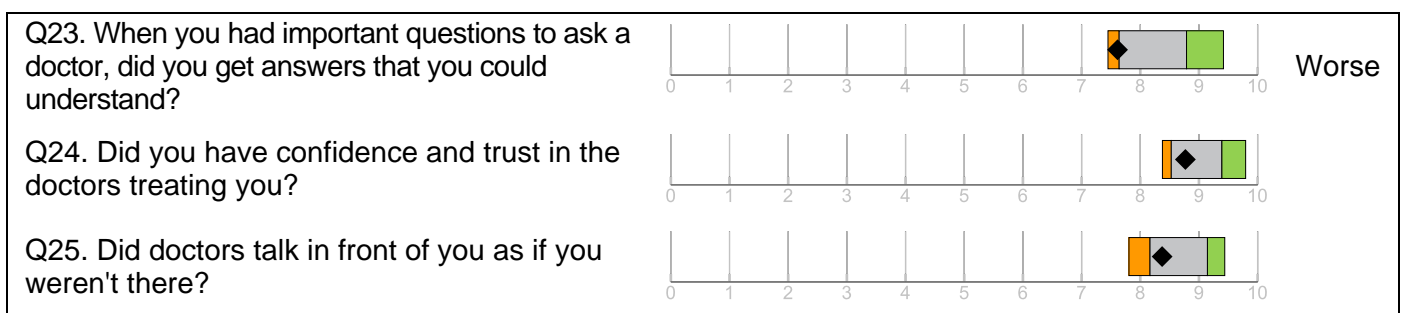 Q23. When you had important questions to ask a
doctor, did you get answers that you could
understand?
0 1 2 3 4 5 6 7 8 9 10
Worse
Q24. Did you have confidence and trust in the
doctors treating you?
0 1 2 3 4 5 6 7 8 9 10
Q25. Did doctors talk in front of you as if you
weren't there?
0 1 2 3 4 5 6 7 8 9 10